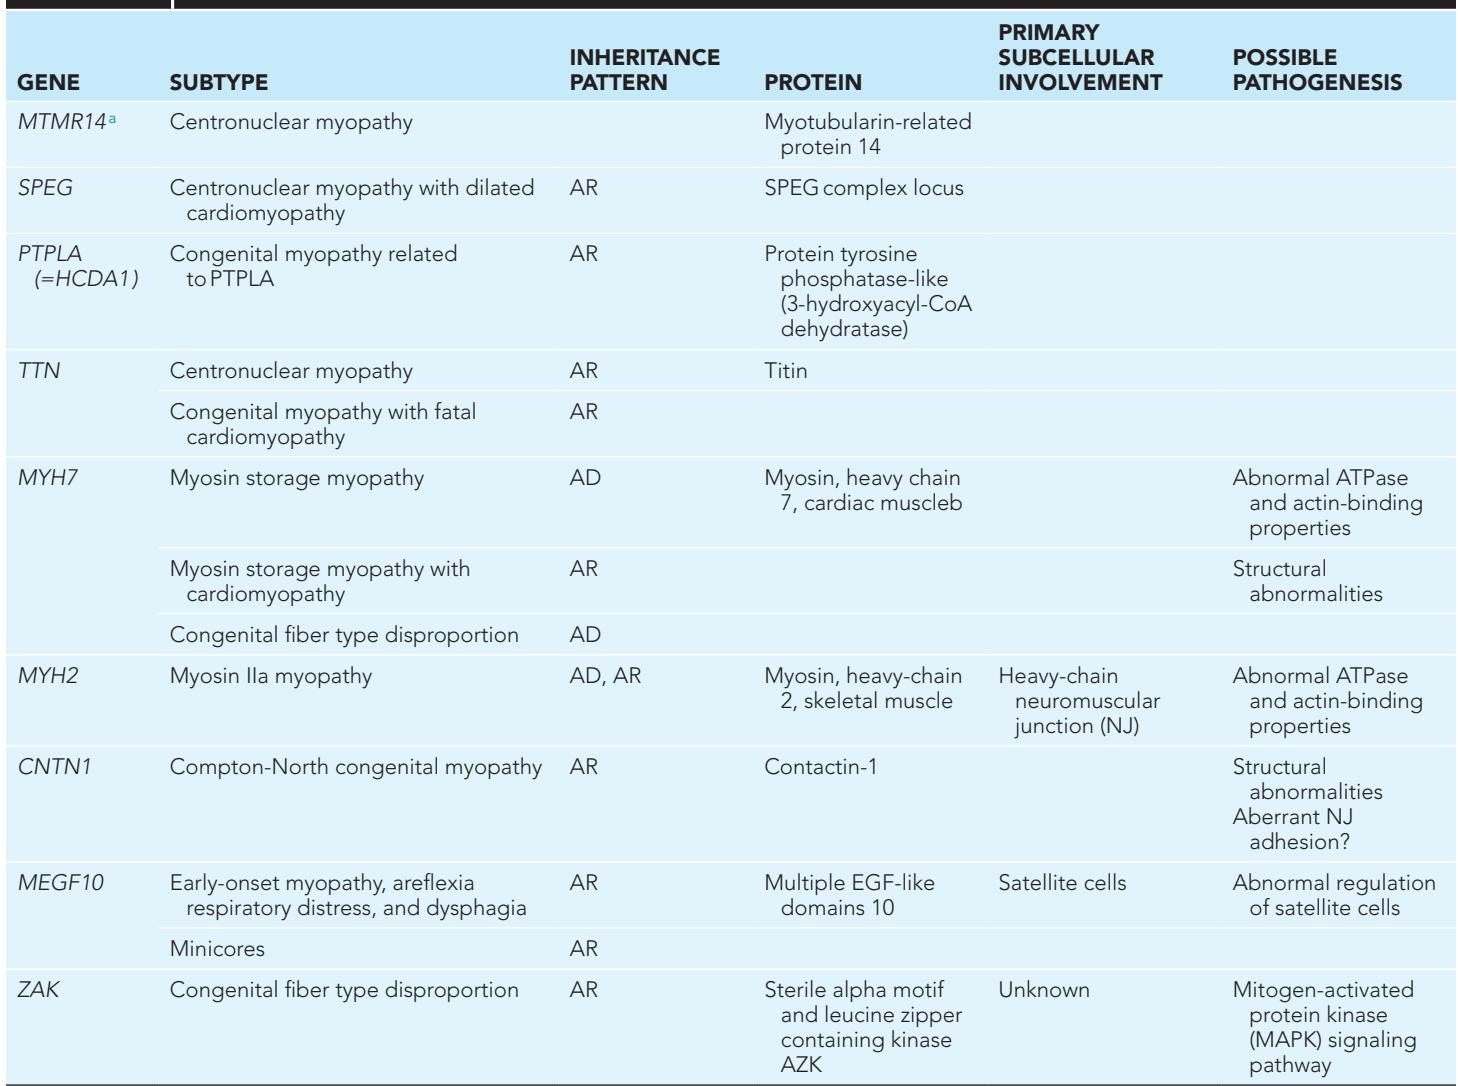 GENE
SUBTYPE
INHERITANCE
PATTERN
PROTEIN
PRIMARY
SUBCELLULAR
INVOLVEMENT
POSSIBLE
PATHOGENESIS
MTMR14a
Centronuclear myopathy
Myotubularin-related
protein 14
SPEG
Centronuclear myopathy with dilated
cardiomyopathy
AR
SPEG complex locus
PTPLA
(=HCDA1)
Congenital myopathy related
to PTPLA
AR
Protein tyrosine
phosphatase-like
(3-hydroxyacyl-CoA
dehydratase)
TTN
Centronuclear myopathy
AR
Titin
Congenital myopathy with fatal
cardiomyopathy
AR
MYH7
Myosin storage myopathy
AD
Myosin, heavy chain
7, cardiac muscleb
Abnormal ATPase
and actin-binding
properties
Myosin storage myopathy with
cardiomyopathy
AR
Structural
abnormalities
Congenital fiber type disproportion
AD
MYH2
Myosin IIa myopathy
AD, AR
Myosin, heavy-chain
2, skeletal muscle
Heavy-chain
neuromuscular
junction (NJ)
Abnormal ATPase
and actin-binding
properties
CNTN1
Compton-North congenital myopathy
AR
Contactin-1
Structural
abnormalities
Aberrant NJ
adhesion?
MEGF10
Early-onset myopathy, areflexia
respiratory distress, and dysphagia
AR
Multiple EGF-like
domains 10
Satellite cells
Abnormal regulation
of satellite cells
Minicores
AR
ZAK
Congenital fiber type disproportion
AR
Sterile alpha motif
and leucine zipper
containing kinase
AZK
Unknown
Mitogen-activated
protein kinase
(MAPK) signaling
pathway